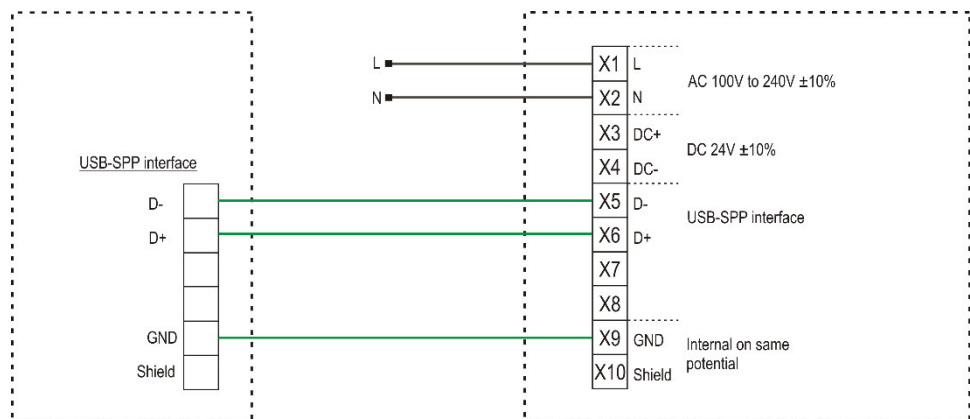 L
N
X1 L
X2 N
AC 100V to 240V ±10%
X3 DC+
X4 DC-
DC 24V ±10%
USB-SPP interface
D-
D+
GND
Shield
X5 D-
X6 D+
USB-SPP interface
X7
X8
X9 GND
X10 Shield
Internal on same
potential